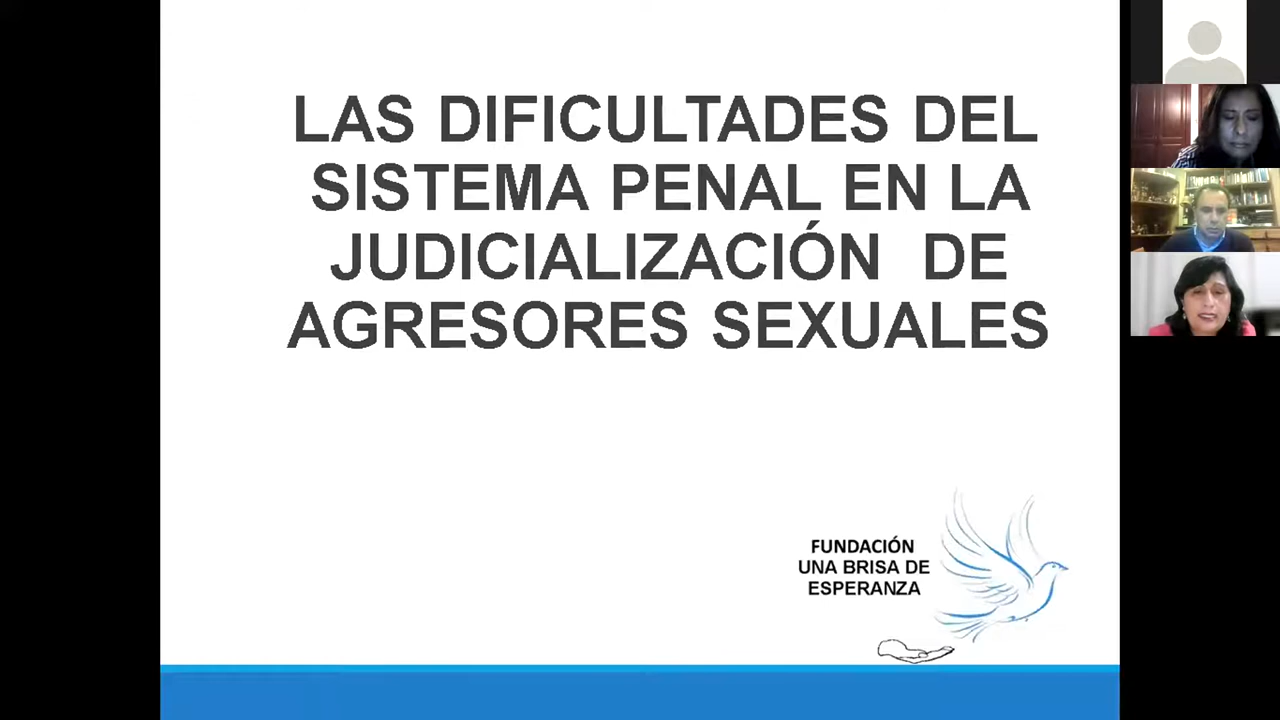 LAS DIFICULTADES DEL
SISTEMA PENAL EN LA
JUDICIALIZACIÓN DE
AGRESORES SEXUALES
FUNDACIÓN
UNA BRISA DE
ESPERANZA